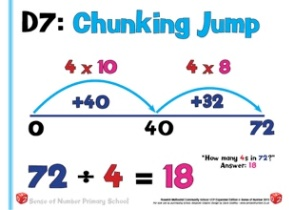 D7: Chunking Jump
4 x 10 4 x 8
+40 +32
0 40 72
"How many 4s in 72?"
Answer: 18
72 ÷ 4 = 18
Sense of Number Primary School